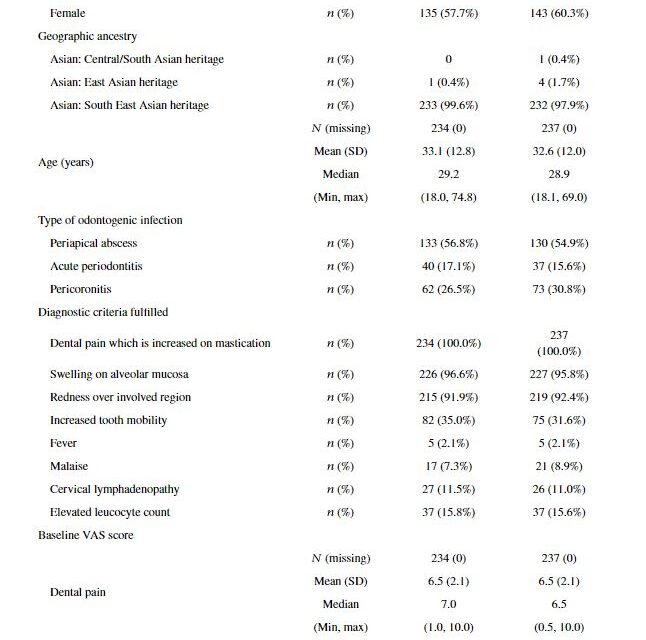 Female n (%) 135 (57.7%) 143 (60.3%)
Geographic ancestry
Asian: Central/South Asian heritage n (%) 0 1 (0.4%)
Asian: East Asian heritage n (%) 1 (0.4%) 4 (1.7%)
Asian: South East Asian heritage n (%) 233 (99.6%) 232 (97.9%)
N (missing) 234 (0) 237 (0)
Age (years) Mean (SD) 33.1 (12.8) 32.6 (12.0)
Median 29.2 28.9
(Min, max) (18.0, 74.8) (18.1, 69.0)
Type of odontogenic infection
Periapical abscess n (%) 133 (56.8%) 130 (54.9%)
Acute periodontitis n (%) 40 (17.1%) 37 (15.6%)
Pericoronitis n (%) 62 (26.5%) 73 (30.8%)
Diagnostic criteria fulfilled
Dental pain which is increased on mastication n (%) 234 (100.0%) 237
(100.0%)
Swelling on alveolar mucosa n (%) 226 (96.6%) 227 (95.8%)
Redness over involved region n (%) 215 (91.9%) 219 (92.4%)
Increased tooth mobility n (%) 82 (35.0%) 75 (31.6%)
Fever n (%) 5 (2.1%) 5 (2.1%)
Malaise n (%) 17 (7.3%) 21 (8.9%)
Cervical lymphadenopathy n (%) 27 (11.5%) 26 (11.0%)
Elevated leucocyte count n (%) 37 (15.8%) 37 (15.6%)
Baseline VAS score
N (missing) 234 (0) 237 (0)
Dental pain Mean (SD) 6.5 (2.1) 6.5 (2.1)
Median 7.0 6.5
(Min, max) (1.0, 10.0) (0.5, 10.0)